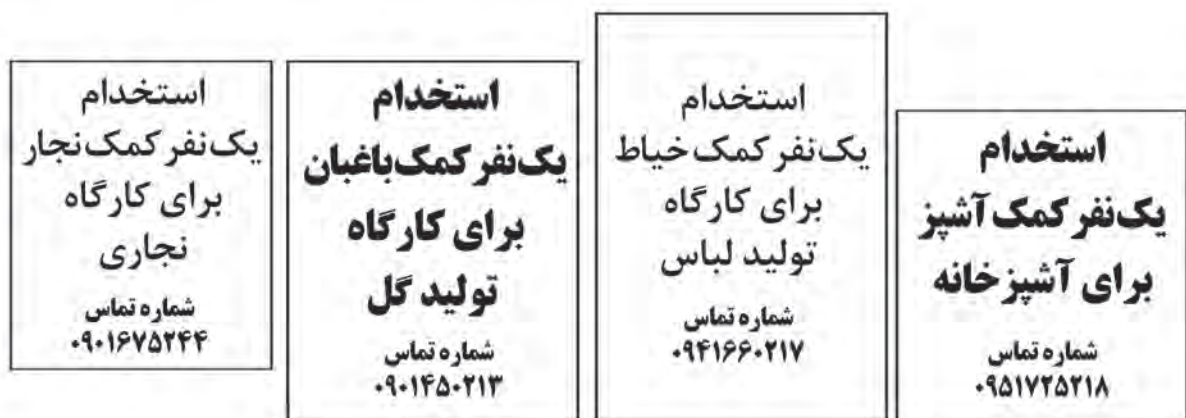 استخدام
یک‌نفر کمک آشپز
برای آشپزخانه
شماره تماس
۰۹۵۱۷۲۵۲۱۸
استخدام
یک‌نفر کمک خیاط
برای کارگاه
تولید لباس
شماره تماس
۰۹۴۱۶۶۰۲۱۷
استخدام
یک‌نفر کمک‌باغبان
برای کارگاه
تولید گل
شماره تماس
۰۹۰۱۴۵۰۲۱۳
استخدام
یک‌نفر کمک‌نجار
برای کارگاه
نجاری
شماره تماس
۰۹۰۱۶۷۵۲۴۴